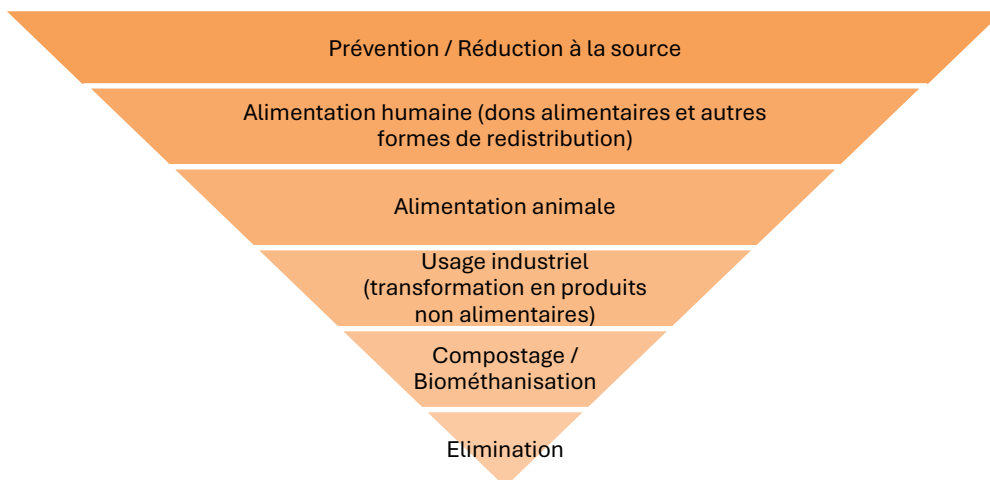 Prévention / Réduction à la source
Alimentation humaine (dons alimentaires et autres
formes de redistribution)
Alimentation animale
Usage industriel
(transformation en produits
non alimentaires)
Compostage /
Biométhanisation
Elimination